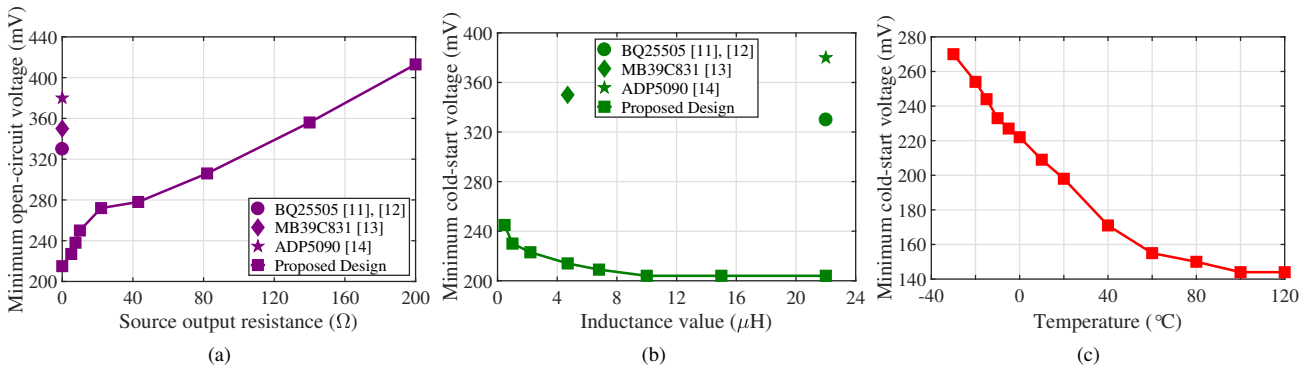 Minimum open-circuit voltage (mV)
440
400
360
320
280
240
200
0
40
80
120
160
200
Source output resistance (Ω)
BQ25505 [11], [12]
MB39C831 [13]
ADP5090 [14]
Proposed Design
(a)
Minimum cold-start voltage (mV)
400
360
320
280
240
200
0
4
8
12
16
20
24
Inductance value (μH)
BQ25505 [11], [12]
MB39C831 [13]
ADP5090 [14]
Proposed Design
(b)
Minimum cold-start voltage (mV)
280
260
240
220
200
180
160
140
-40
0
40
80
120
Temperature (°C)
(c)